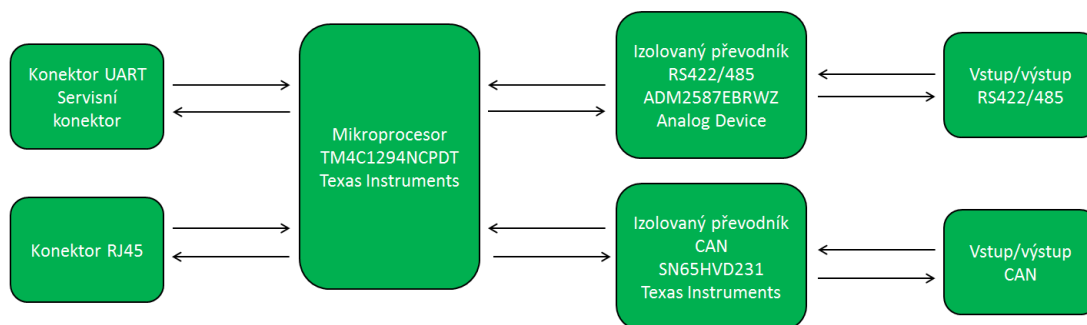 Konektor UART
Servisní
konektor
Mikroprocesor
TM4C1294NCPDT
Texas Instruments
Izolovaný převodník
RS422/485
ADM2587EBRWZ
Analog Device
Vstup/výstup
RS422/485
Konektor RJ45
Izolovaný převodník
CAN
SN65HVD231
Texas Instruments
Vstup/výstup
CAN